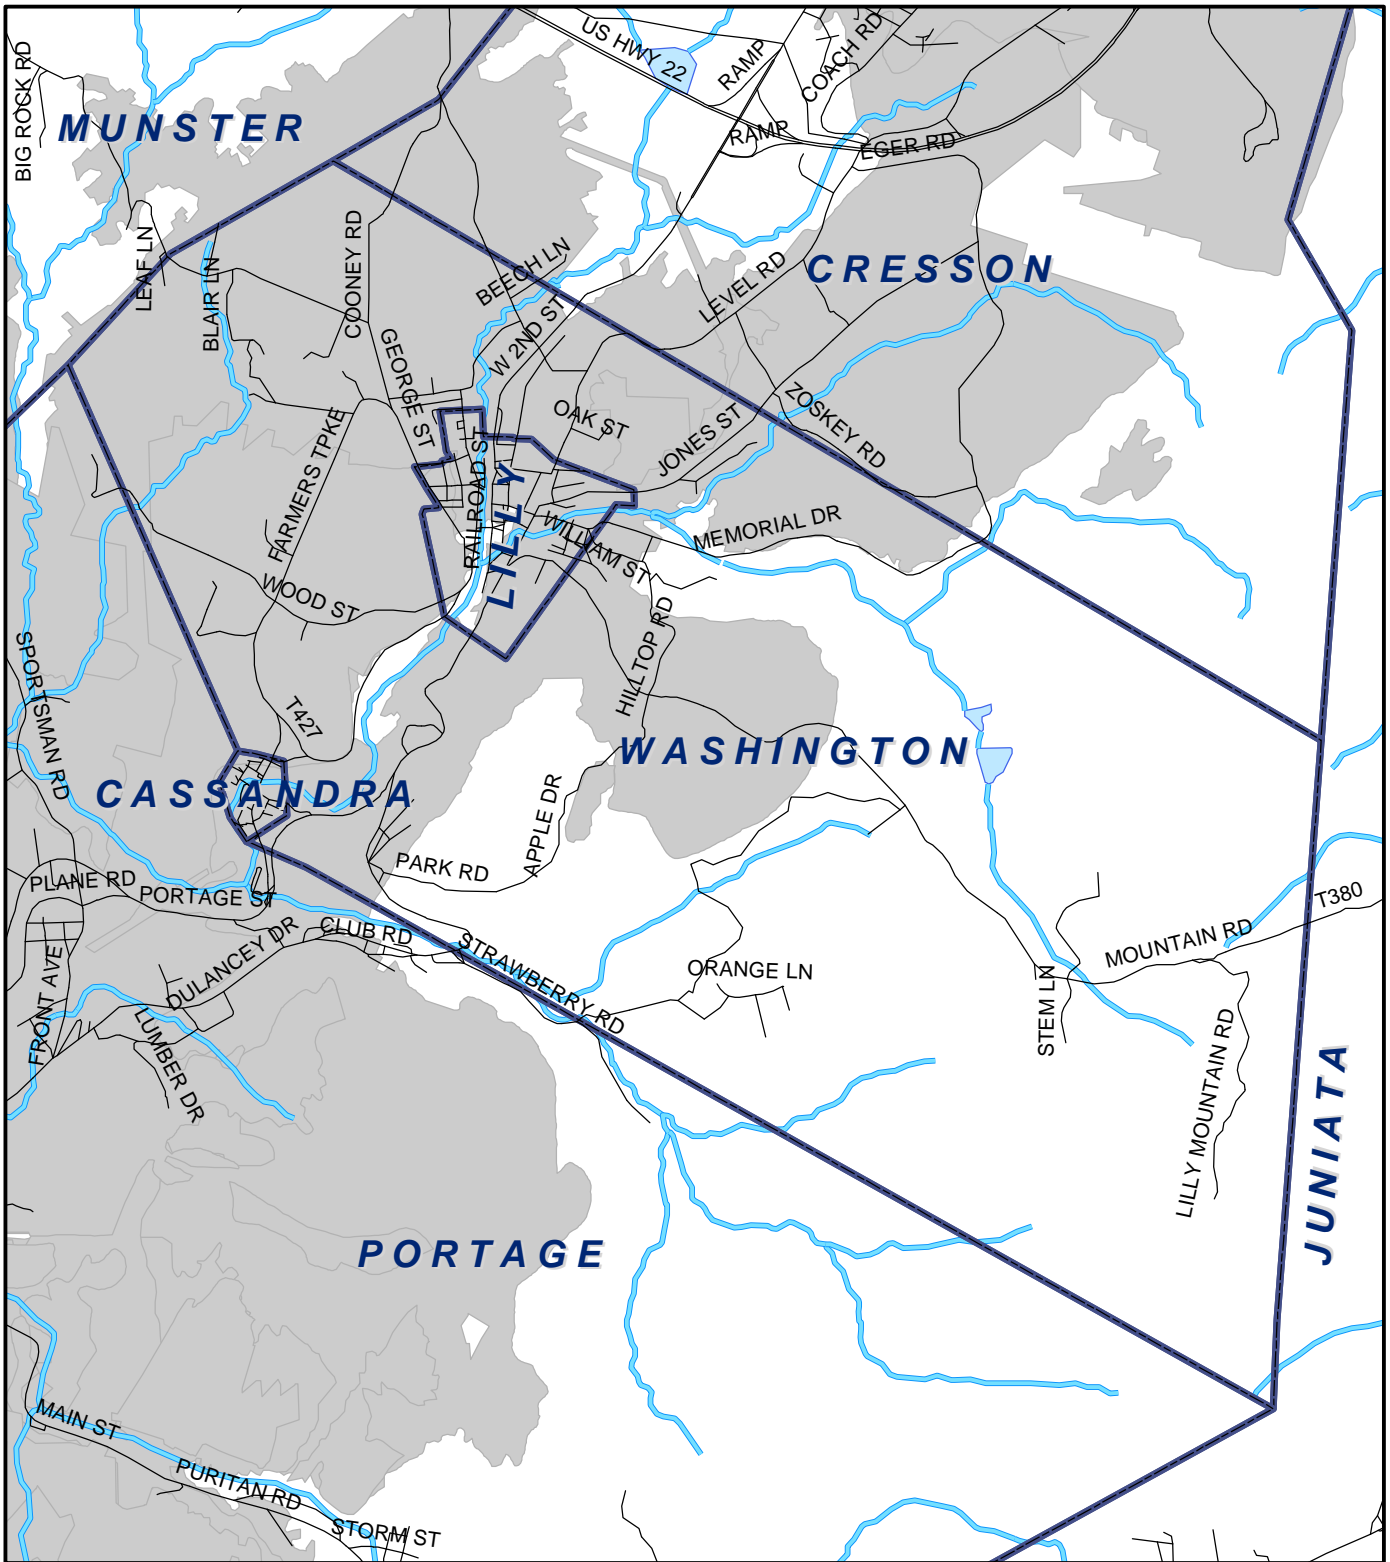 US HWY 22
RAMP
COACH RD
BIG ROCK RD
MUNSTER
RAMP
EGER RD
LEAF LN
BLAIR LN
COONEY RD
BEECH LN
LEVEL RD
CRESSON
W 2ND ST
GEORGE ST
OAK ST
JONES ST
ZOSKEY RD
FARMERS TPKE
RAILROAD ST
LILLY
WILLIAM ST
MEMORIAL DR
WOOD ST
HILLTOP RD
SPORTSMAN RD
T427
WASHINGTON
CASSANDRA
APPLE DR
PARK RD
PLANE RD
PORTAGE ST
T380
CLUB RD
DULANCEY DR
STRAWBERRY RD
MOUNTAIN RD
ORANGE LN
FRONT AVE
STEM LN
LUMBER DR
LILLY MOUNTAIN RD
JUNIATA
PORTAGE
MAIN ST
PURITAN RD
STORM ST